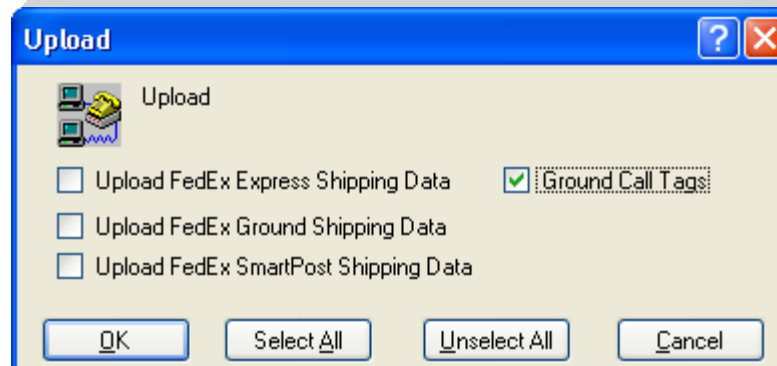 Upload
Upload
Upload FedEx Express Shipping Data Ground Call Tags
Upload FedEx Ground Shipping Data
Upload FedEx SmartPost Shipping Data
OK Select All Unselect All Cancel